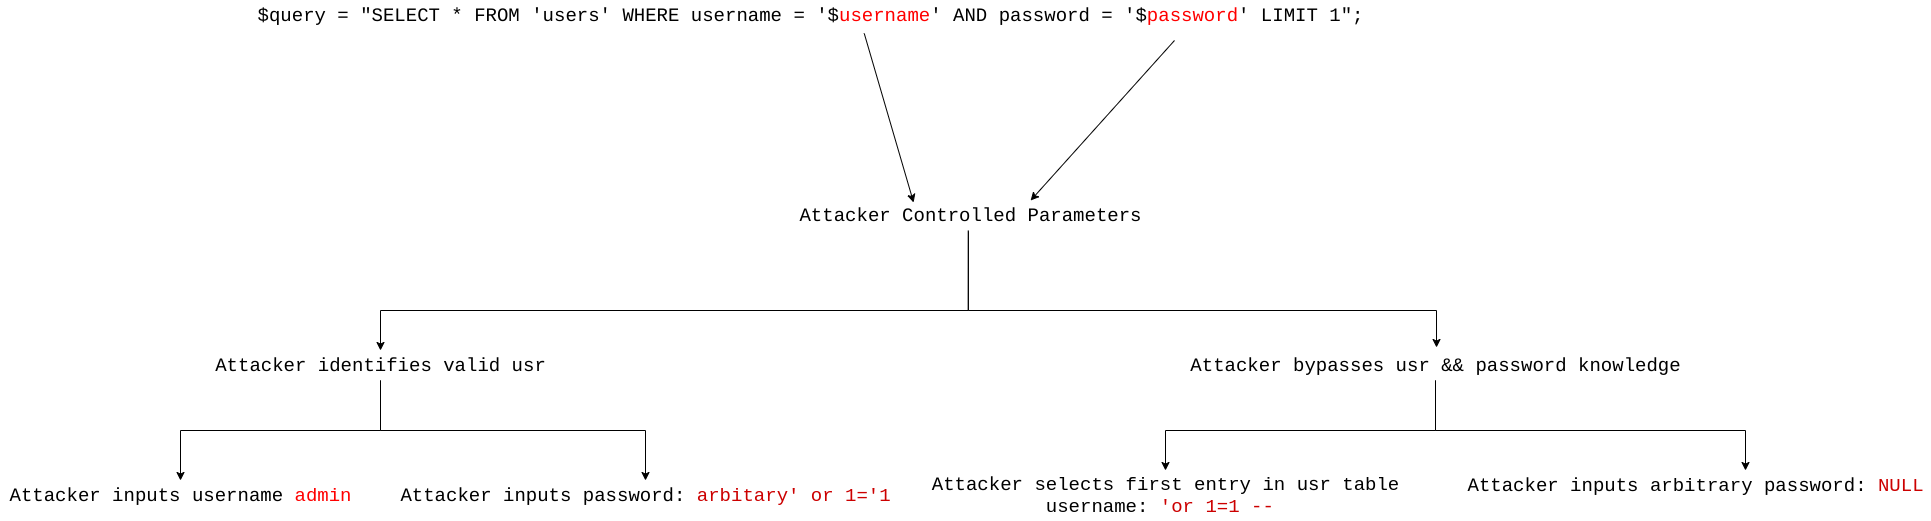 $query = "SELECT * FROM 'users' WHERE username = '$username' AND password = '$password' LIMIT 1";
Attacker Controlled Parameters
Attacker identifies valid usr
Attacker bypasses usr && password knowledge
Attacker inputs username admin
Attacker inputs password: arbitary' or 1='1
Attacker selects first entry in usr table
username: 'or 1=1 --
Attacker inputs arbitrary password: NULL